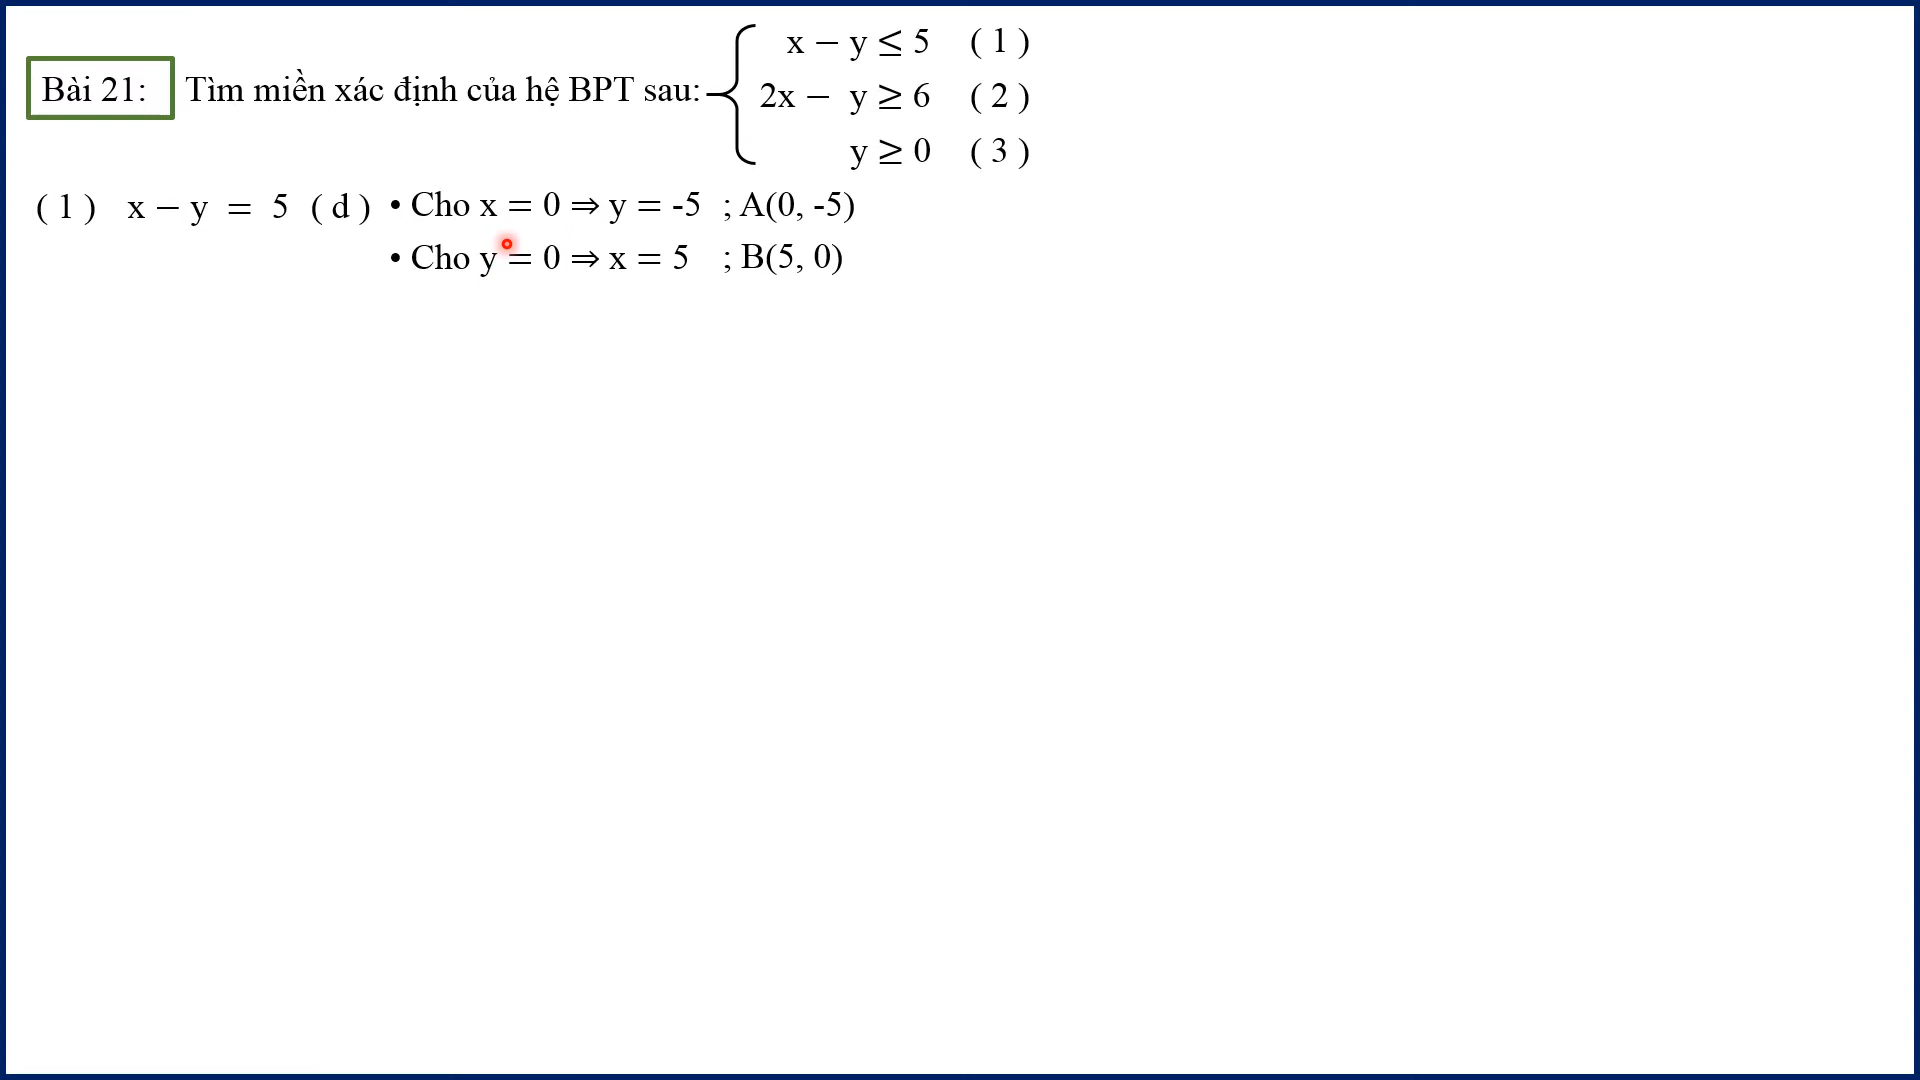 x − y ≤ 5 ( 1 )
Bài 21: Tìm miền xác định của hệ BPT sau: 2x − y ≥ 6 ( 2 )
y ≥ 0 ( 3 )
( 1 ) x − y = 5 ( d ) • Cho x = 0 ⇒ y = -5 ; A(0, -5)
• Cho y = 0 ⇒ x = 5 ; B(5, 0)